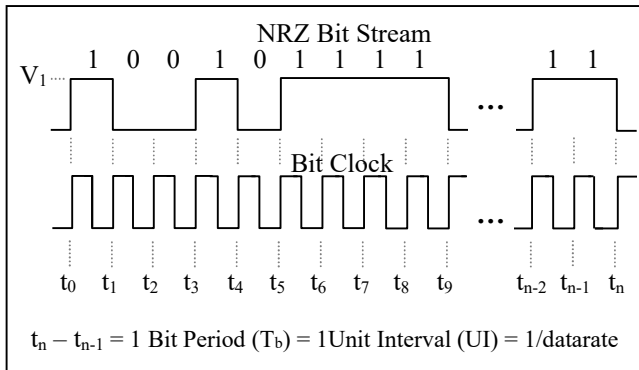 NRZ Bit Stream
1 0 0 1 0 1 1 1 1 1 1
V₁
...
Bit Clock
...
t₀ t₁ t₂ t₃ t₄ t₅ t₆ t₇ t₈ t₉ tₙ₋₂ tₙ₋₁ tₙ
tₙ – tₙ₋₁ = 1 Bit Period (T_b) = 1Unit Interval (UI) = 1/datarate